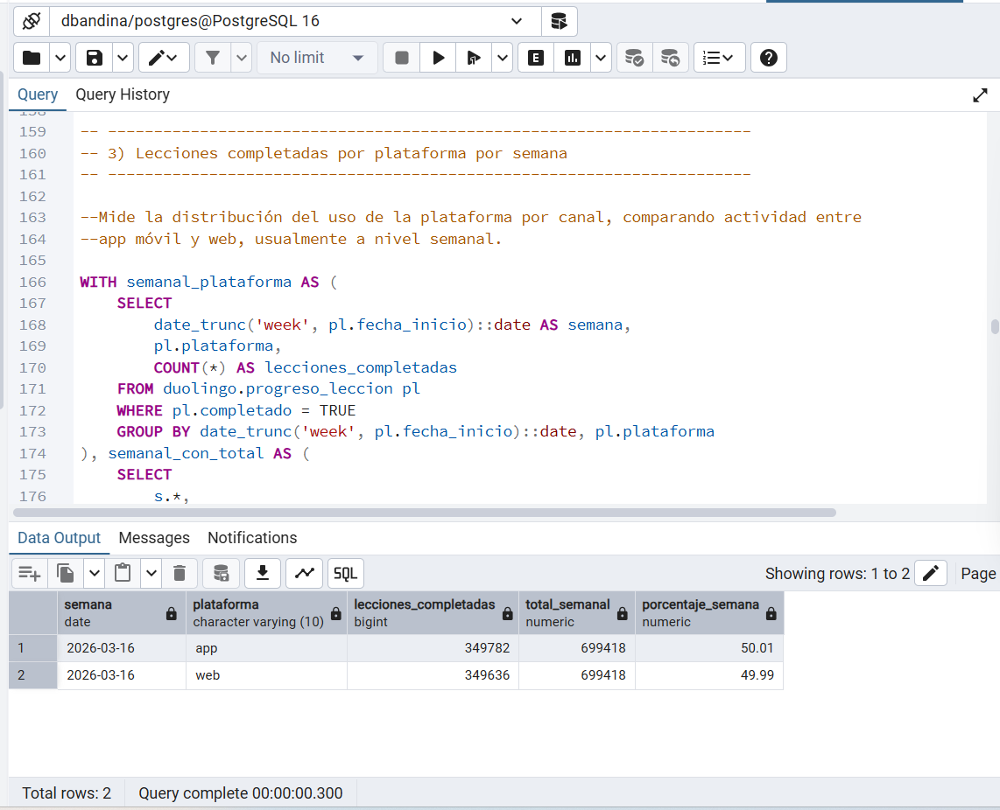 dbandina/postgres@PostgreSQL 16
No limit
E
Query Query History
158
159 -- ----------------------------------------------------------------------
160 -- 3) Lecciones completadas por plataforma por semana
161 -- ----------------------------------------------------------------------
162
163 --Mide la distribución del uso de la plataforma por canal, comparando actividad entre
164 --app móvil y web, usualmente a nivel semanal.
165
166 WITH semanal_plataforma AS (
167 SELECT
168 date_trunc('week', pl.fecha_inicio)::date AS semana,
169 pl.plataforma,
170 COUNT(*) AS lecciones_completadas
171 FROM duolingo.progreso_leccion pl
172 WHERE pl.completado = TRUE
173 GROUP BY date_trunc('week', pl.fecha_inicio)::date, pl.plataforma
174 ), semanal_con_total AS (
175 SELECT
176 s.*,
Data Output Messages Notifications
SQL Showing rows: 1 to 2 Page
semana plataforma lecciones_completadas total_semanal porcentaje_semana
date character varying (10) bigint numeric numeric
1 2026-03-16 app 349782 699418 50.01
2 2026-03-16 web 349636 699418 49.99
Total rows: 2 Query complete 00:00:00.300